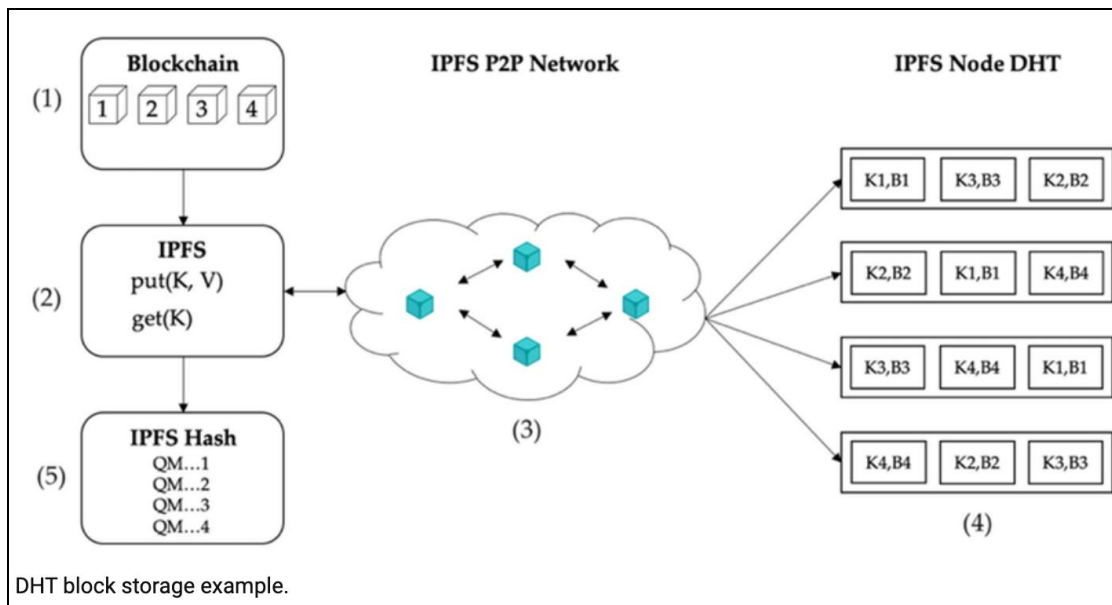 Blockchain
(1)
1 2 3 4
IPFS P2P Network
IPFS Node DHT
K1,B1 K3,B3 K2,B2
K2,B2 K1,B1 K4,B4
K3,B3 K4,B4 K1,B1
K4,B4 K2,B2 K3,B3
(4)
IPFS
put(K, V)
(2)
get(K)
(3)
IPFS Hash
QM...1
(5)
QM...2
QM...3
QM...4
DHT block storage example.